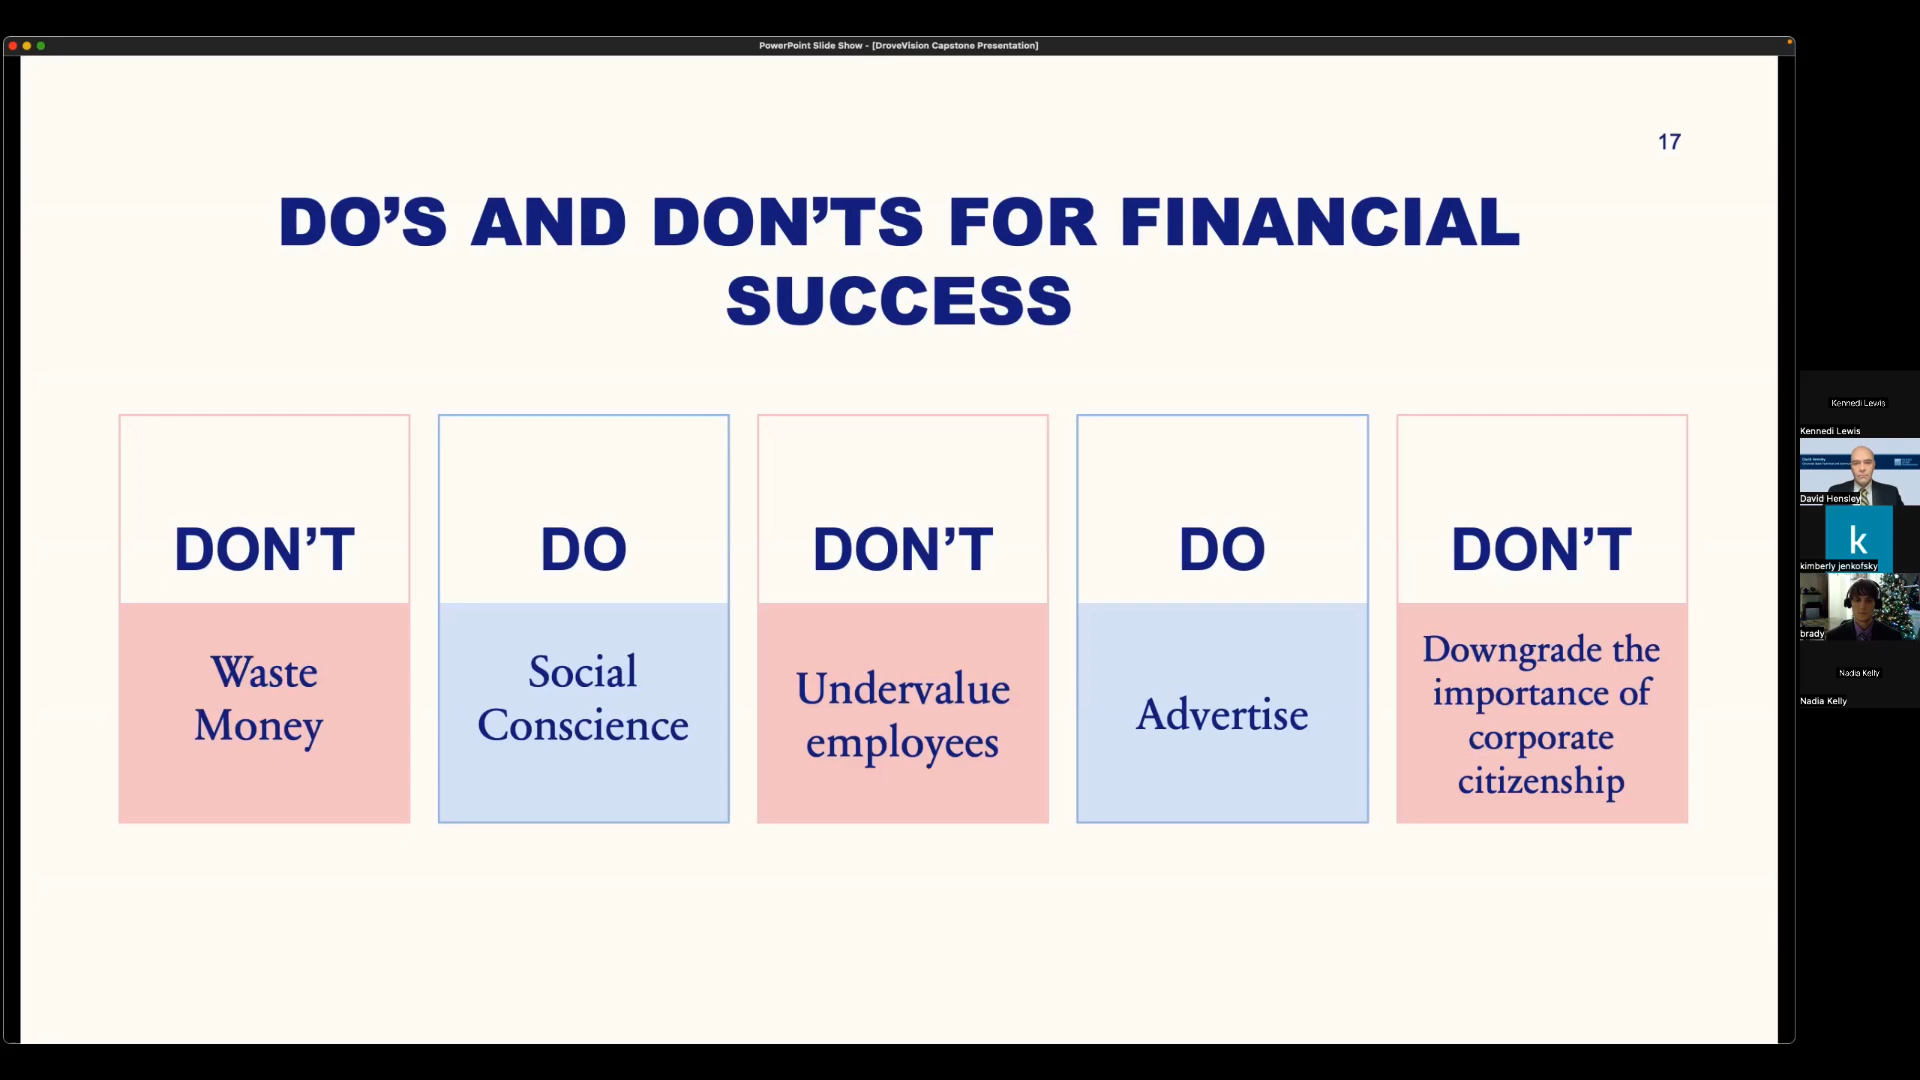 PowerPoint Slide Show - [DroveVision Capstone Presentation]
17
DO’S AND DON’TS FOR FINANCIAL
SUCCESS
DON’T
Waste
Money
DO
Social
Conscience
DON’T
Undervalue
employees
DO
Advertise
DON’T
Downgrade the
importance of
corporate
citizenship
Kennedi Lewis
Kennedi Lewis
David Hensley
David Hensley
k
kimberly jenkofsky
brady
Nadia Kelly
Nadia Kelly